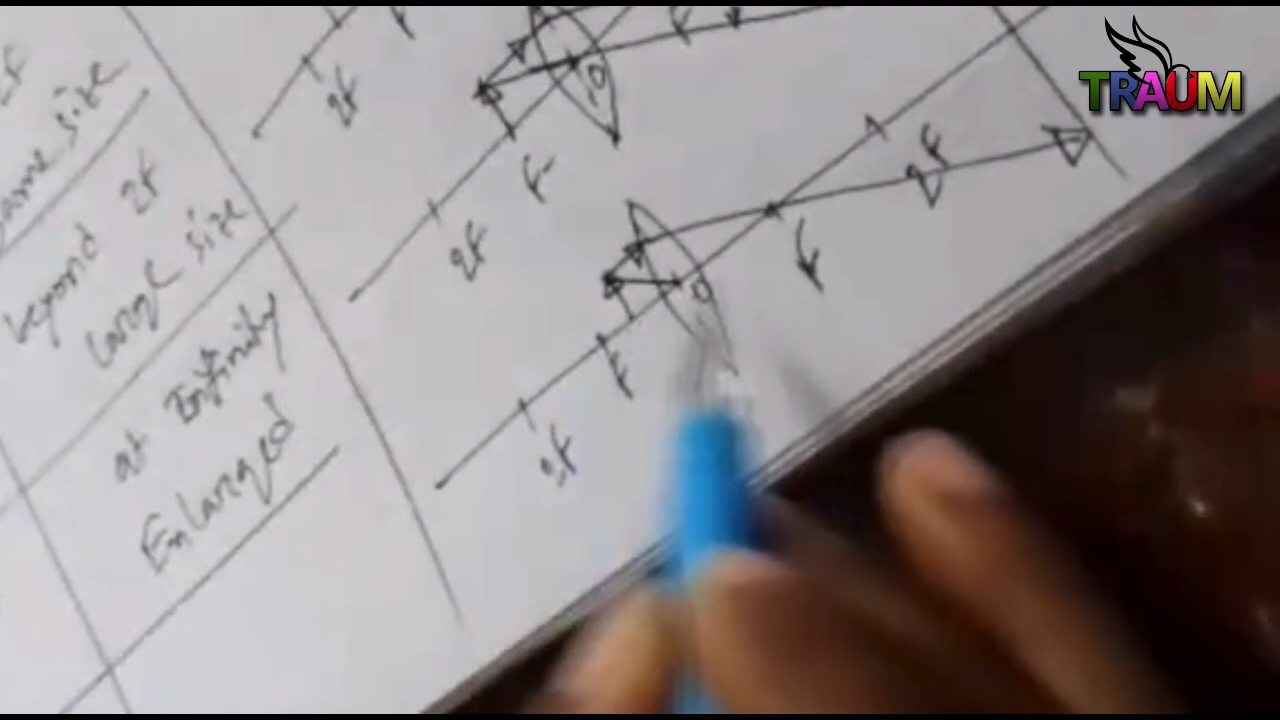 TRAUM
2F
same size
beyond 2F
large size
at Infinity
Enlarged
F
2F
O
F
F
2F
2F
F
O
F
2F